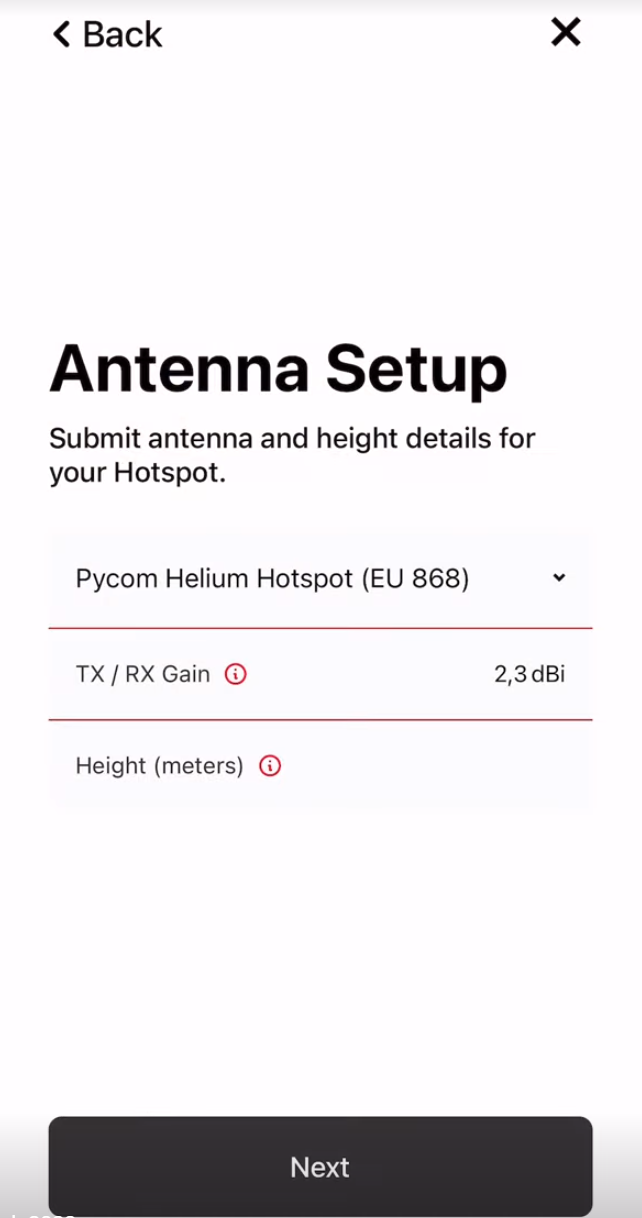 Back
Antenna Setup
Submit antenna and height details for
your Hotspot.
Pycom Helium Hotspot (EU 868)
TX / RX Gain 2,3 dBi
Height (meters)
Next